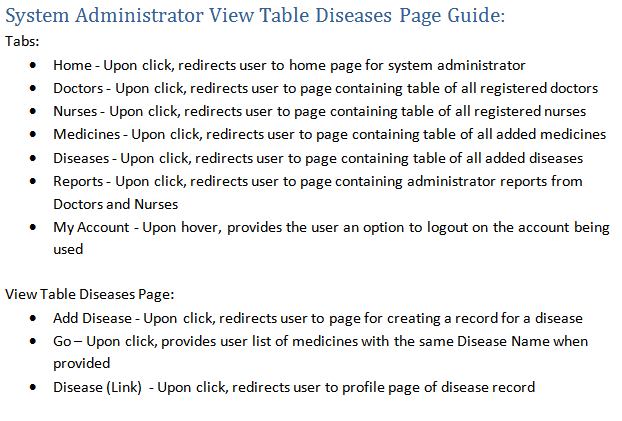 System Administrator View Table Diseases Page Guide:
Tabs:
• Home - Upon click, redirects user to home page for system administrator
• Doctors - Upon click, redirects user to page containing table of all registered doctors
• Nurses - Upon click, redirects user to page containing table of all registered nurses
• Medicines - Upon click, redirects user to page containing table of all added medicines
• Diseases - Upon click, redirects user to page containing table of all added diseases
• Reports - Upon click, redirects user to page containing administrator reports from
Doctors and Nurses
• My Account - Upon hover, provides the user an option to logout on the account being
used
View Table Diseases Page:
• Add Disease - Upon click, redirects user to page for creating a record for a disease
• Go – Upon click, provides user list of medicines with the same Disease Name when
provided
• Disease (Link) - Upon click, redirects user to profile page of disease record